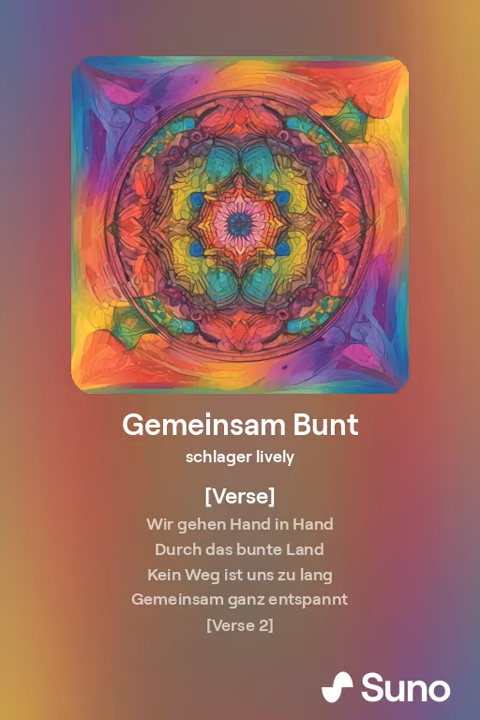 Gemeinsam Bunt
schlager lively
[Verse]
Wir gehen Hand in Hand
Durch das bunte Land
Kein Weg ist uns zu lang
Gemeinsam ganz entspannt
[Verse 2]
Suno